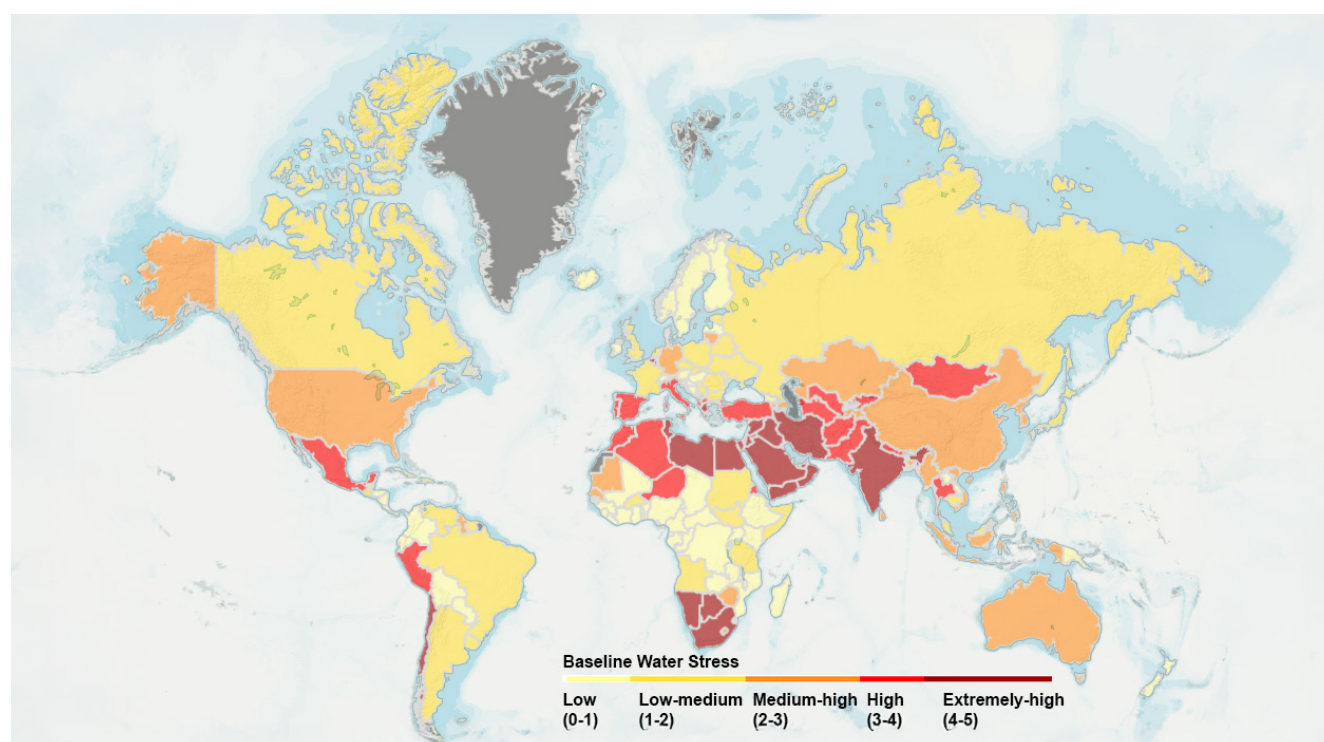 Baseline Water Stress
Low Low-medium Medium-high High Extremely-high
(0-1) (1-2) (2-3) (3-4) (4-5)